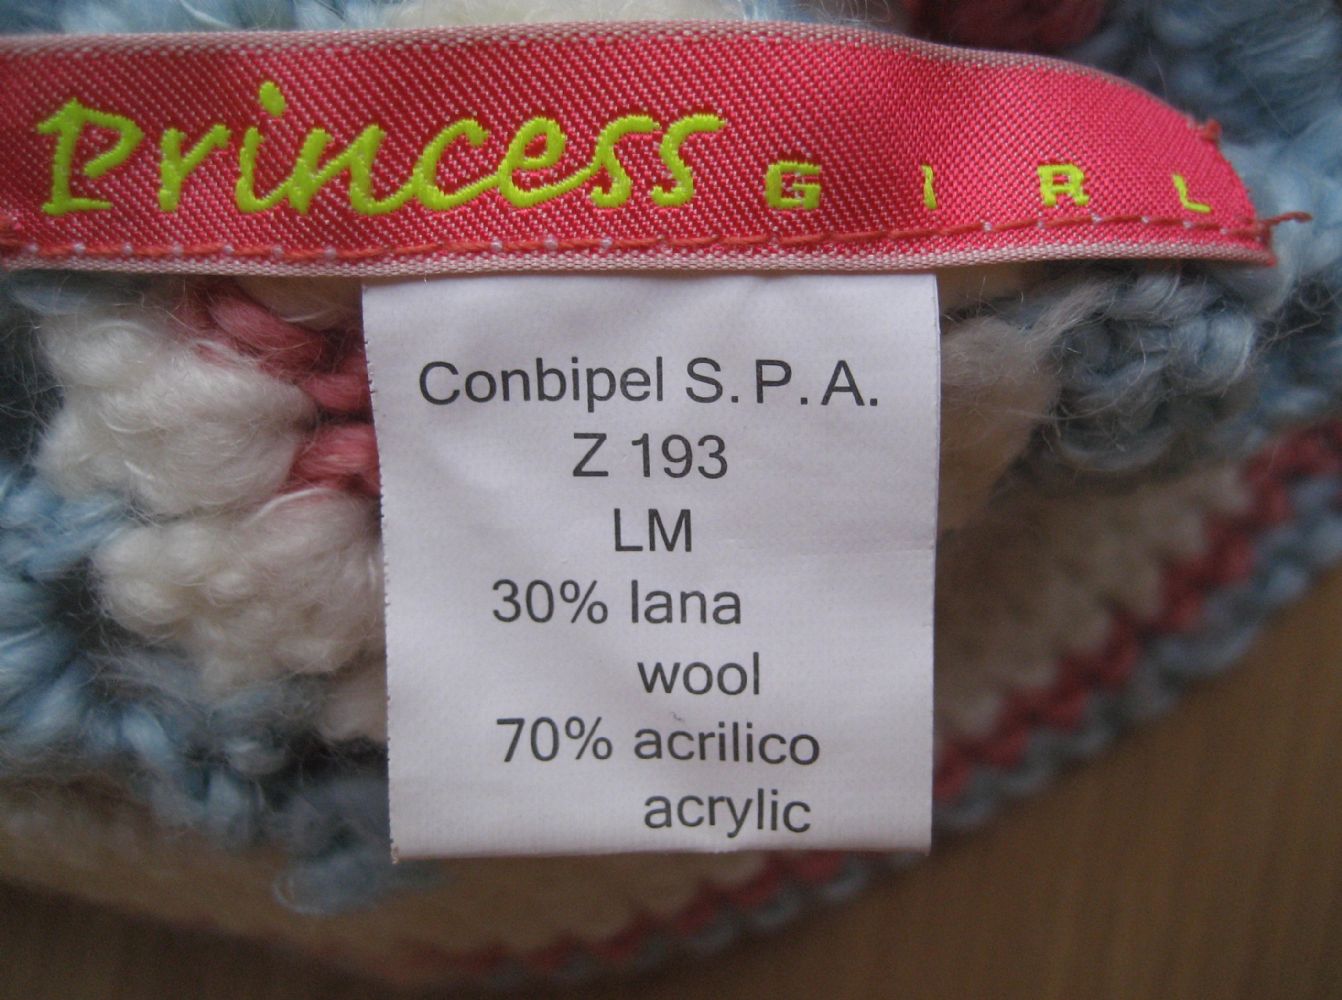 Princess GIRL
Conbipel S.P.A.
Z 193
LM
30% lana
wool
70% acrilico
acrylic